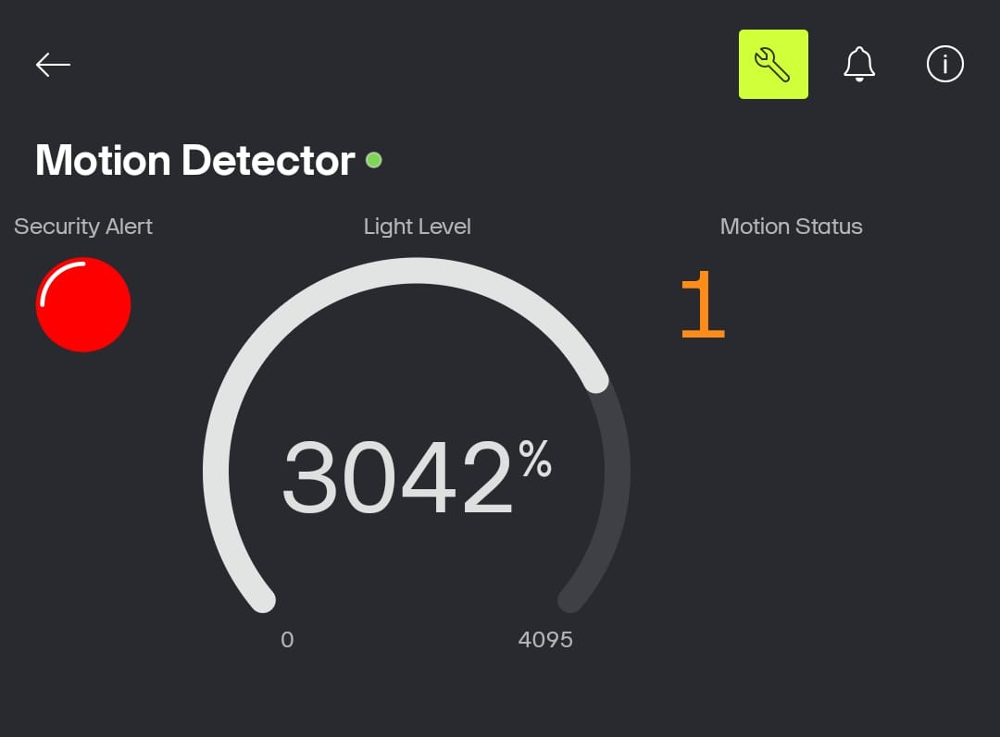 Motion Detector
Security Alert
Light Level
Motion Status
1
3042%
0
4095